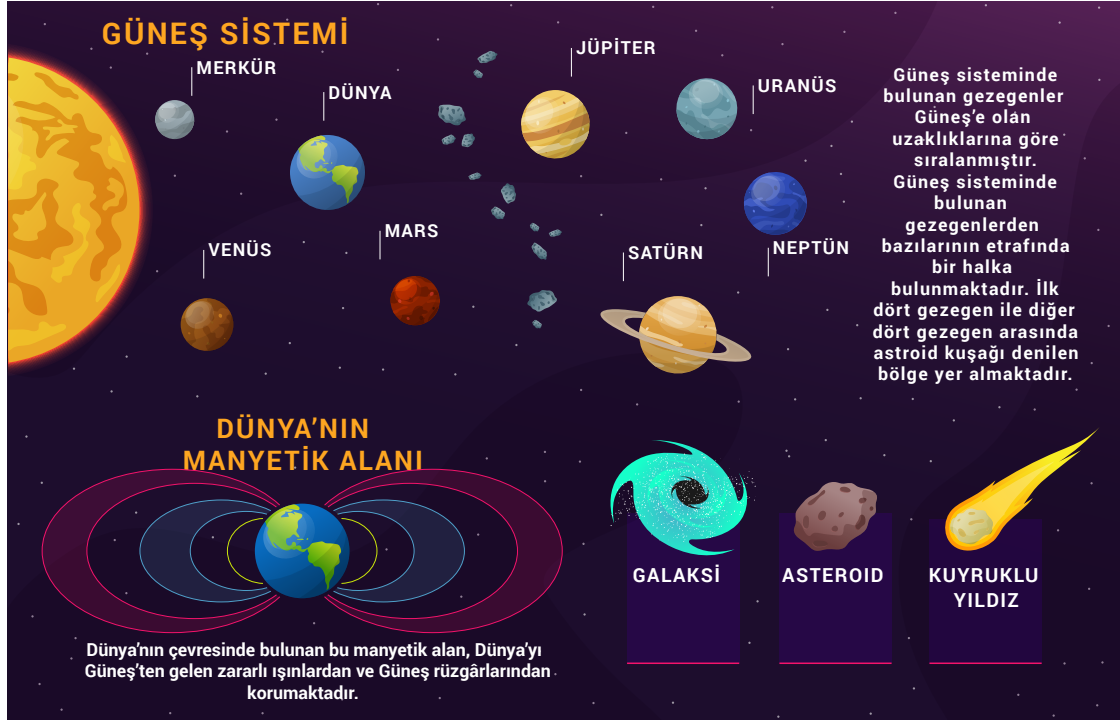 GÜNEŞ SİSTEMİ
MERKÜR
DÜNYA
JÜPİTER
URANÜS
VENÜS
MARS
SATÜRN
NEPTÜN
Güneş sisteminde
bulunan gezegenler
Güneş’e olan
uzaklıklarına göre
sıralanmıştır.
Güneş sisteminde
bulunan
gezegenlerden
bazılarının etrafında
bir halka
bulunmaktadır. İlk
dört gezegen ile diğer
dört gezegen arasında
astroid kuşağı denilen
bölge yer almaktadır.
DÜNYA’NIN
MANYETİK ALANI
Dünya’nın çevresinde bulunan bu manyetik alan, Dünya’yı
Güneş’ten gelen zararlı ışınlardan ve Güneş rüzgârlarından
korumaktadır.
GALAKSİ
ASTEROID
KUYRUKLU
YILDIZ